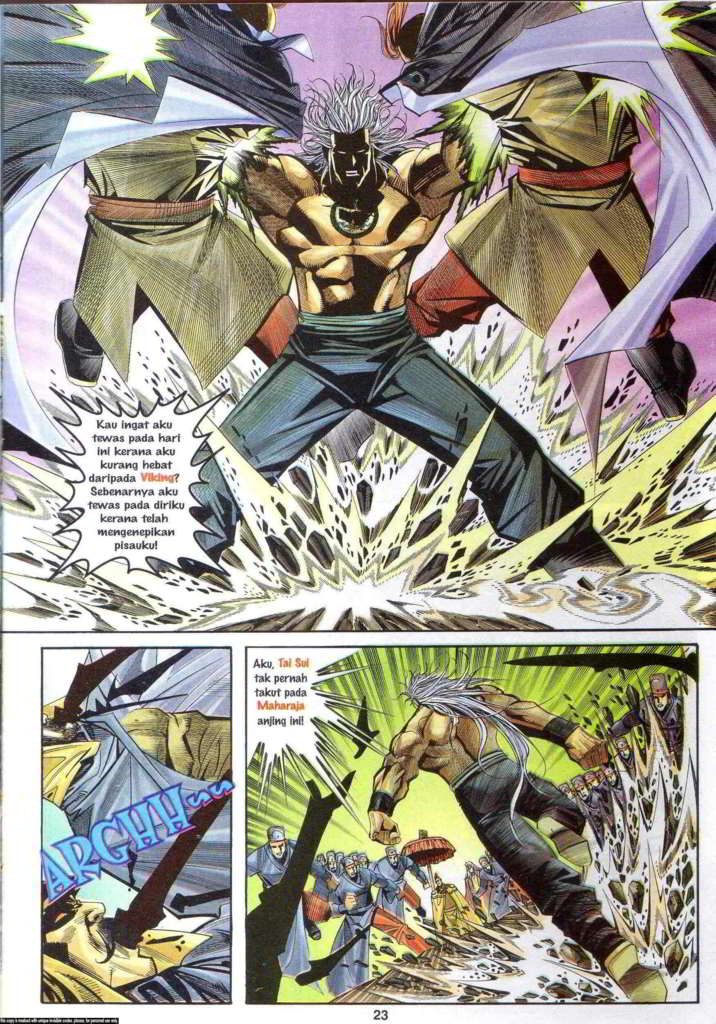 Kau ingat aku
tewas pada hari
ini kerana aku
kurang hebat
daripada Viking?
Sebenarnya aku
tewas pada diriku
kerana telah
mengenepikan
pisauku!
Aku, Tai Sui
tak pernah
takut pada
Maharaja
anjing ini!
ARGHHuu
23